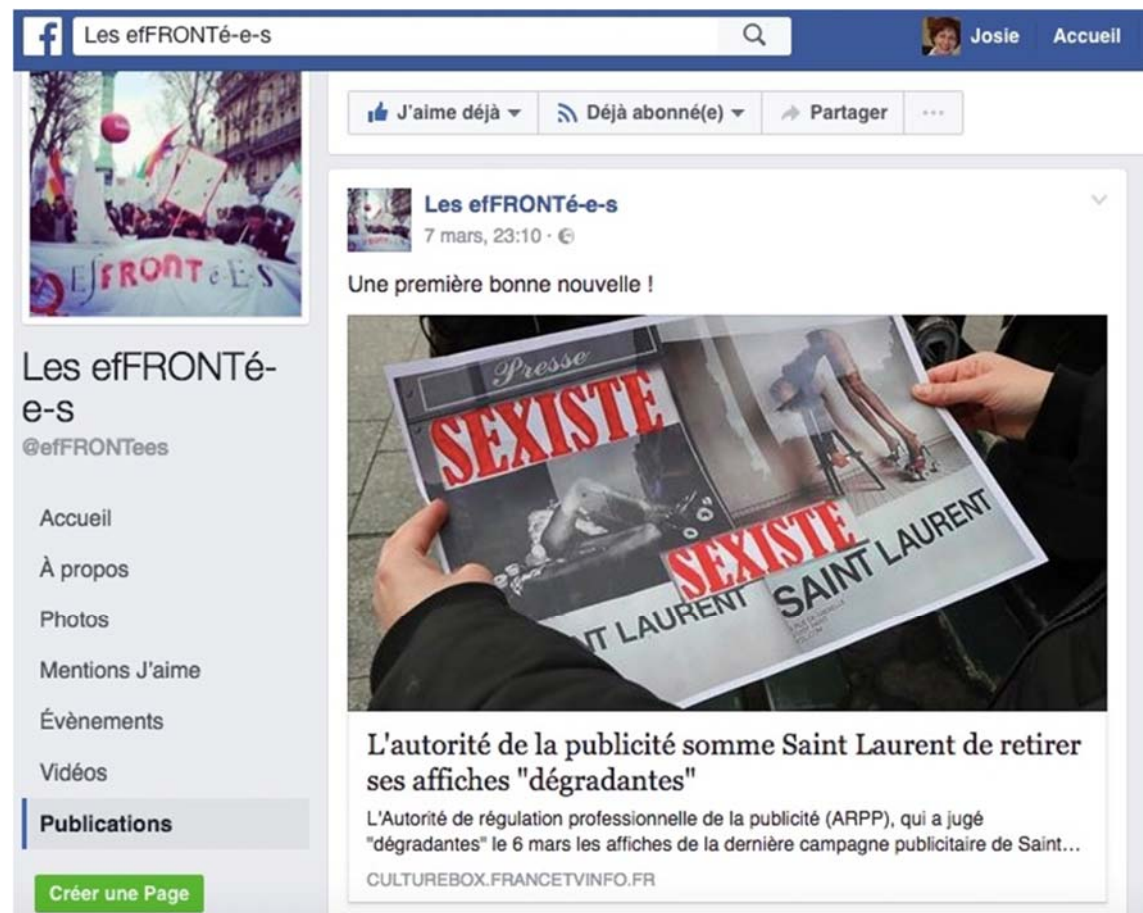 f
Les efFRONTé-e-s
Josie
Accueil
J'aime déjà
Déjà abonné(e)
Partager
EfFRONTéES
Les efFRONTé-e-s
7 mars, 23:10
Une première bonne nouvelle !
Presse
SEXISTE
SEXISTE
NT LAURENT
SAINT LAURENT
Les efFRONTé-
e-s
@efFRONTees
Accueil
À propos
Photos
Mentions J'aime
Évènements
Vidéos
Publications
Créer une Page
L'autorité de la publicité somme Saint Laurent de retirer
ses affiches "dégradantes"
L'Autorité de régulation professionnelle de la publicité (ARPP), qui a jugé
"dégradantes" le 6 mars les affiches de la dernière campagne publicitaire de Saint...
CULTUREBOX.FRANCETVINFO.FR